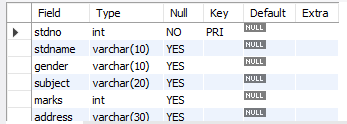 Field Type Null Key Default Extra
stdno int NO PRI NULL
stdname varchar(10) YES NULL
gender varchar(10) YES NULL
subject varchar(20) YES NULL
marks int YES NULL
address varchar(30) YES NULL